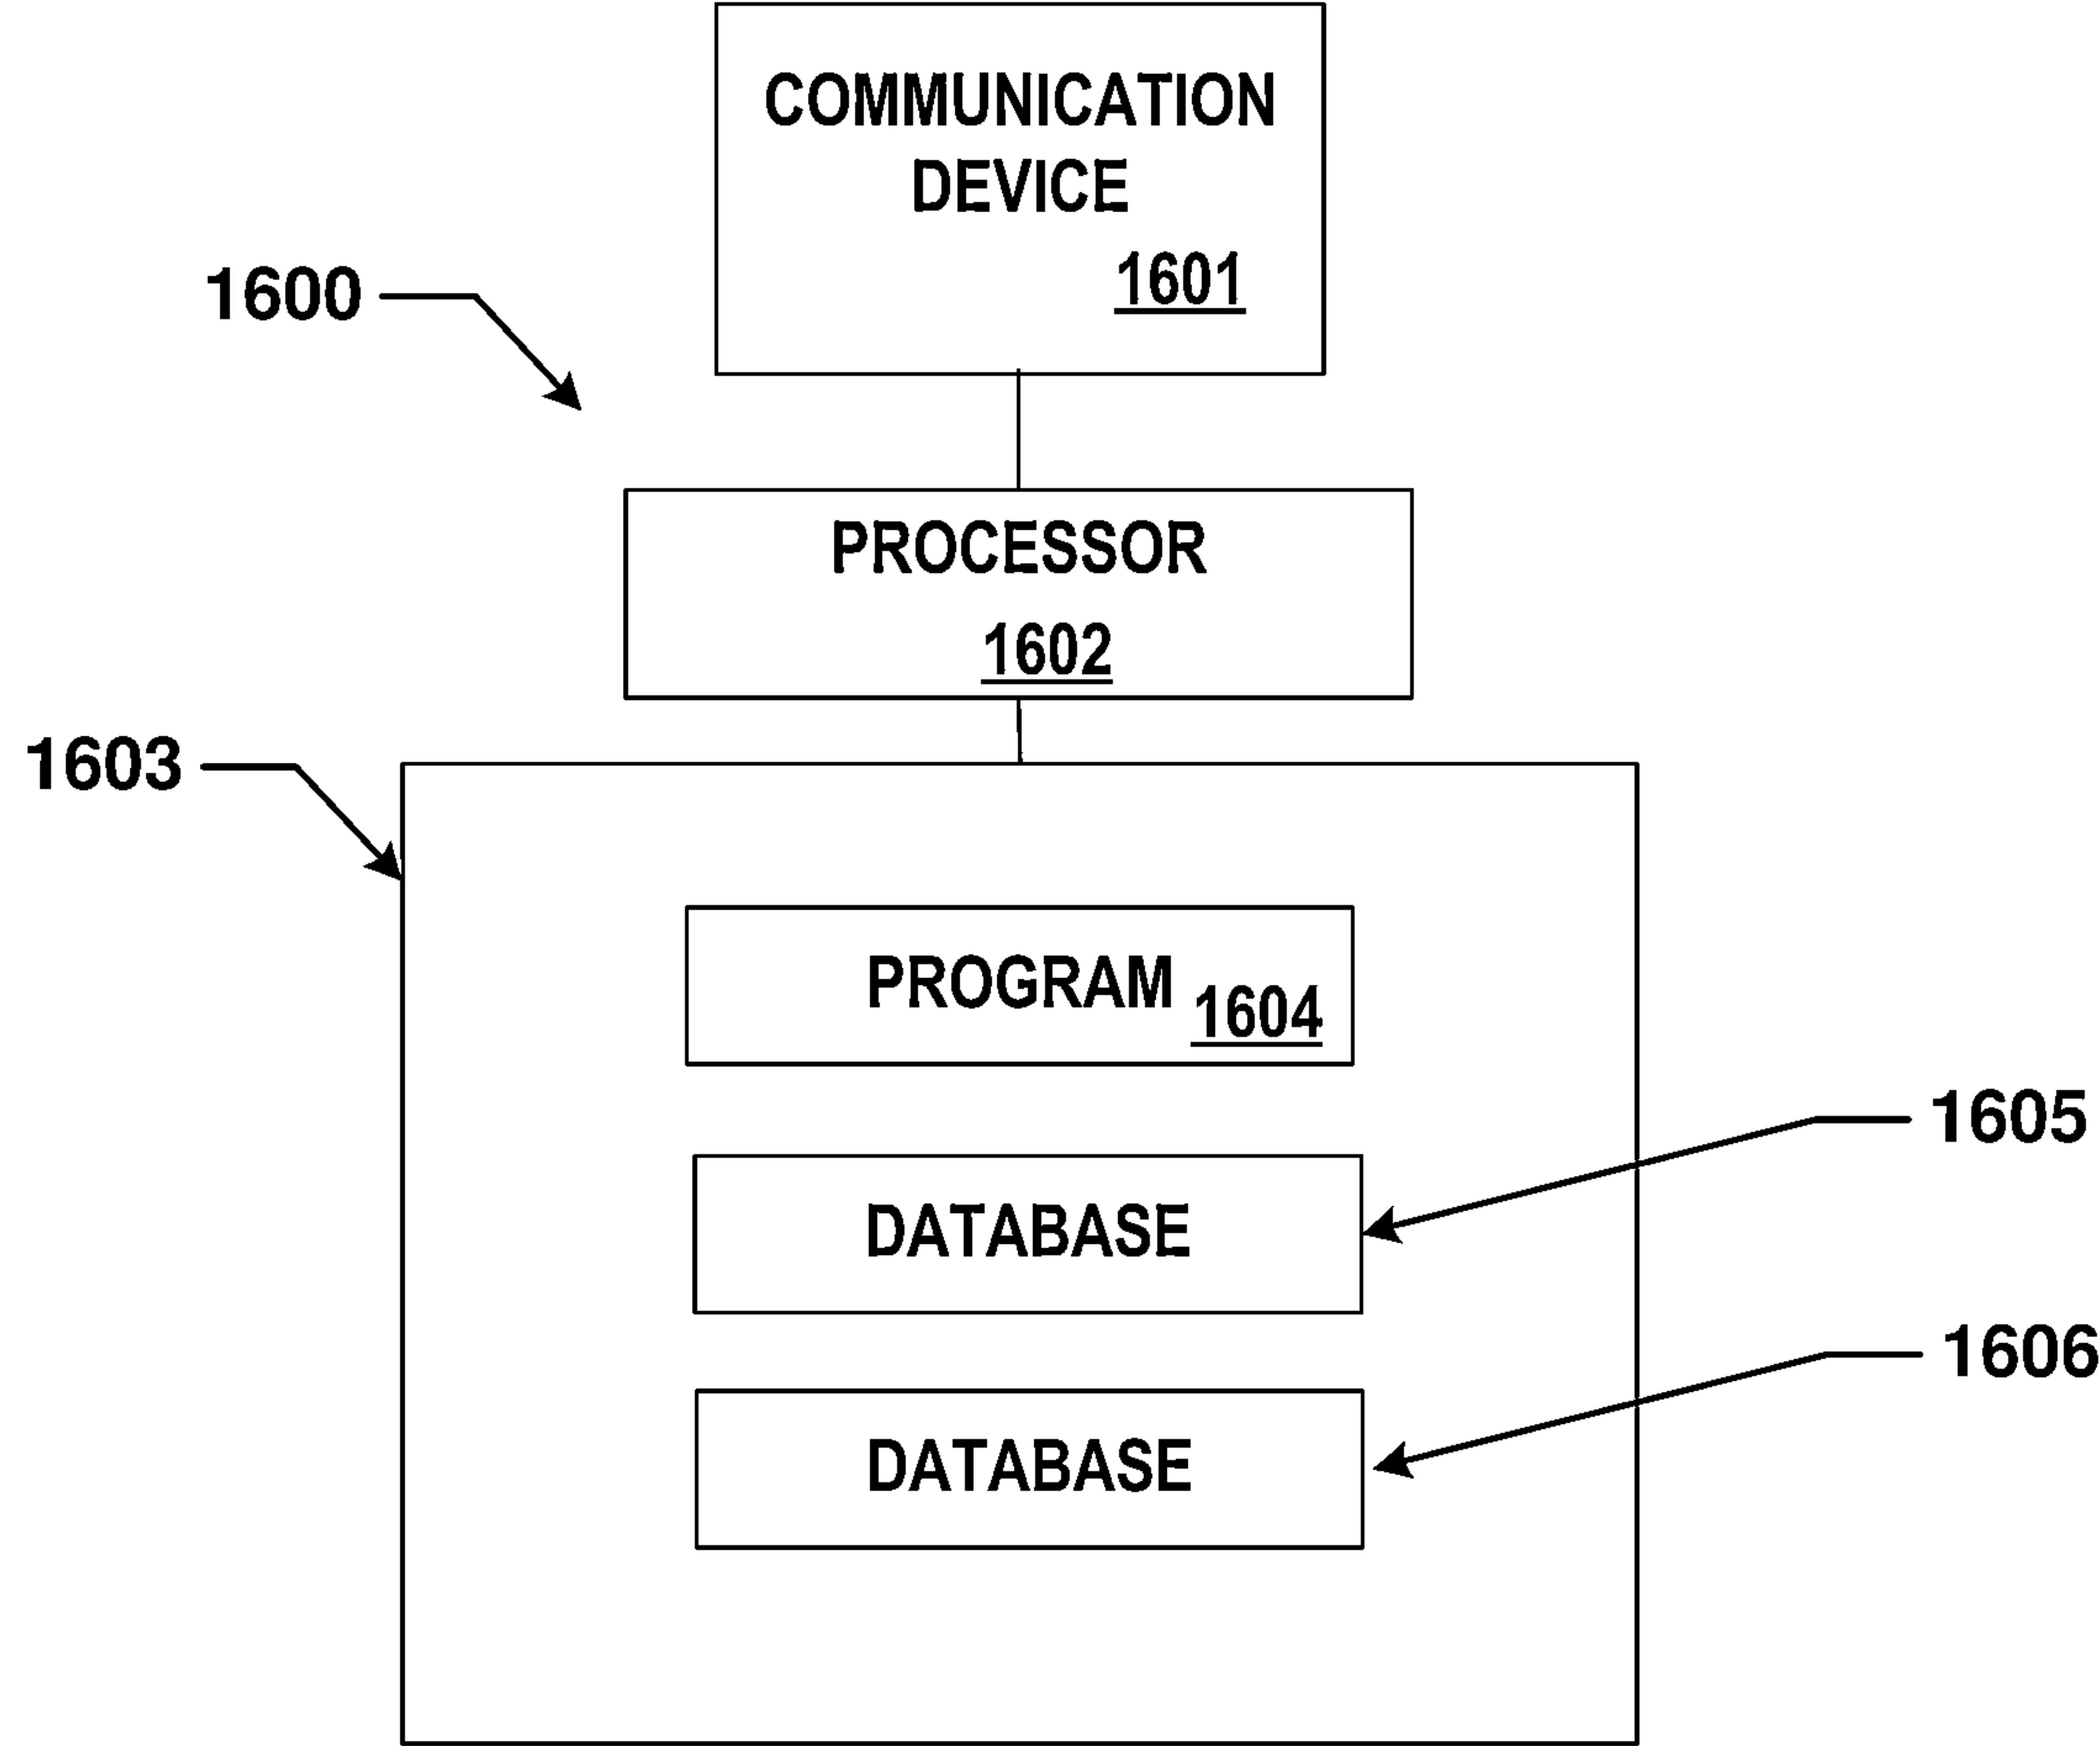 COMMUNICATION
DEVICE
1601
1600
PROCESSOR
1602
1603
PROGRAM 1604
1605
DATABASE
1606
DATABASE